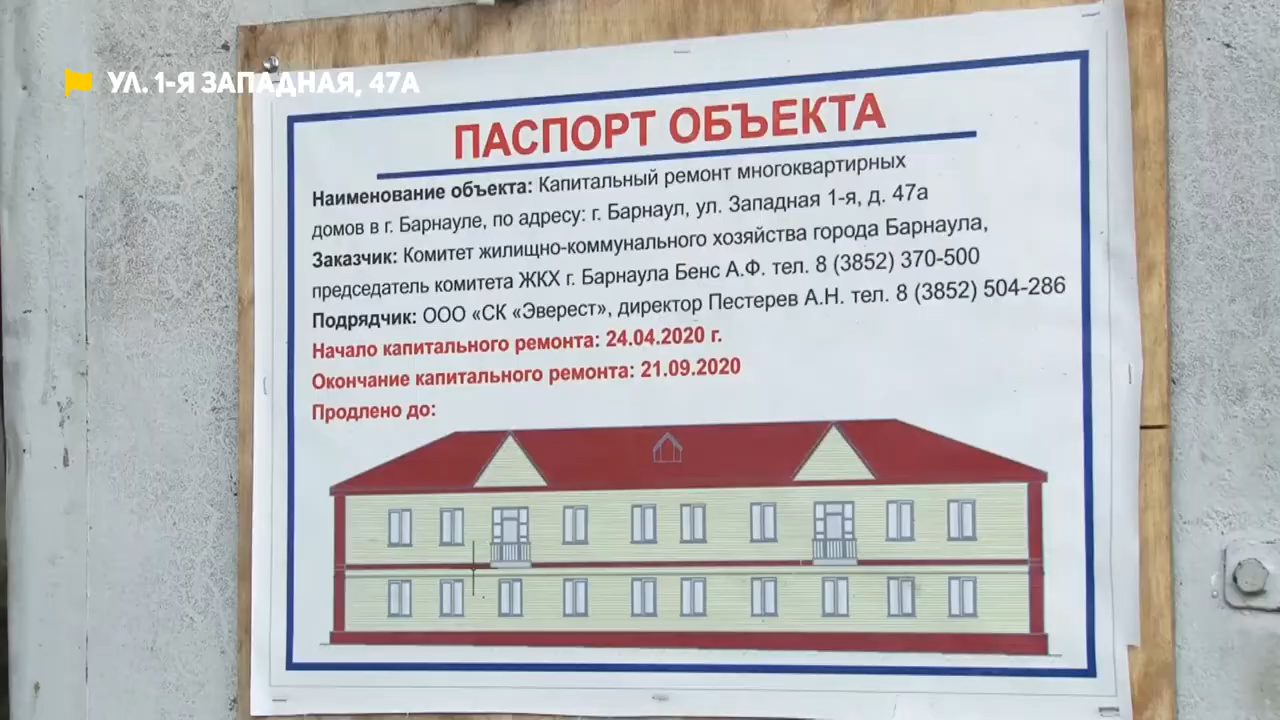 УЛ. 1-Я ЗАПАДНАЯ, 47А
ПАСПОРТ ОБЪЕКТА
Наименование объекта: Капитальный ремонт многоквартирных
домов в г. Барнауле, по адресу: г. Барнаул, ул. Западная 1-я, д. 47а
Заказчик: Комитет жилищно-коммунального хозяйства города Барнаула,
председатель комитета ЖКХ г. Барнаула Бенс А.Ф. тел. 8 (3852) 370-500
Подрядчик: ООО «СК «Эверест», директор Пестерев А.Н. тел. 8 (3852) 504-286
Начало капитального ремонта: 24.04.2020 г.
Окончание капитального ремонта: 21.09.2020
Продлено до: